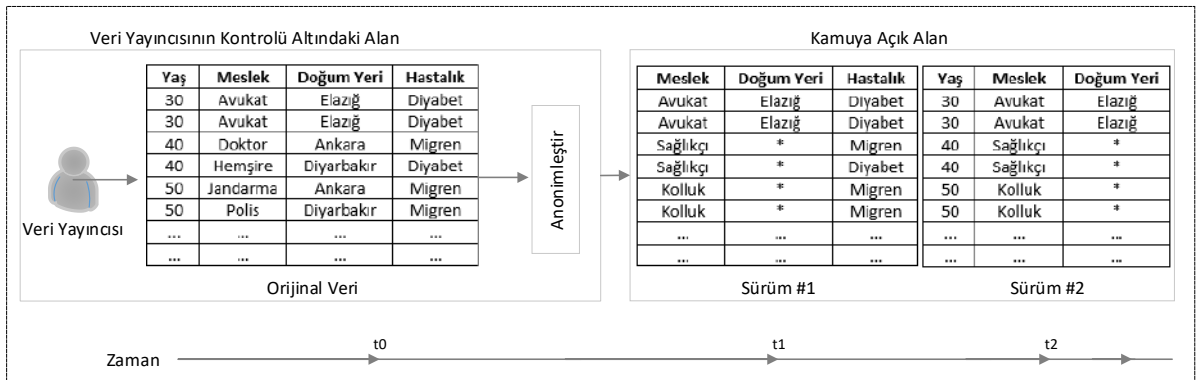 Veri Yayıncısının Kontrolü Altındaki Alan
Kamuya Açık Alan
Yaş Meslek Doğum Yeri Hastalık
30 Avukat Elazığ Diyabet
30 Avukat Elazığ Diyabet
40 Doktor Ankara Migren
40 Hemşire Diyarbakır Diyabet
50 Jandarma Ankara Migren
50 Polis Diyarbakır Migren
... ... ... ...
... ... ... ...
Veri Yayıncısı
Orijinal Veri
Anonimleştir
Meslek Doğum Yeri Hastalık
Avukat Elazığ Diyabet
Avukat Elazığ Diyabet
Sağlıkçı * Migren
Sağlıkçı * Diyabet
Kolluk * Migren
Kolluk * Migren
... ... ...
... ... ...
Sürüm #1
Yaş Meslek Doğum Yeri
30 Avukat Elazığ
30 Avukat Elazığ
40 Sağlıkçı *
40 Sağlıkçı *
50 Kolluk *
50 Kolluk *
... ... ...
... ... ...
Sürüm #2
Zaman
t0
t1
t2